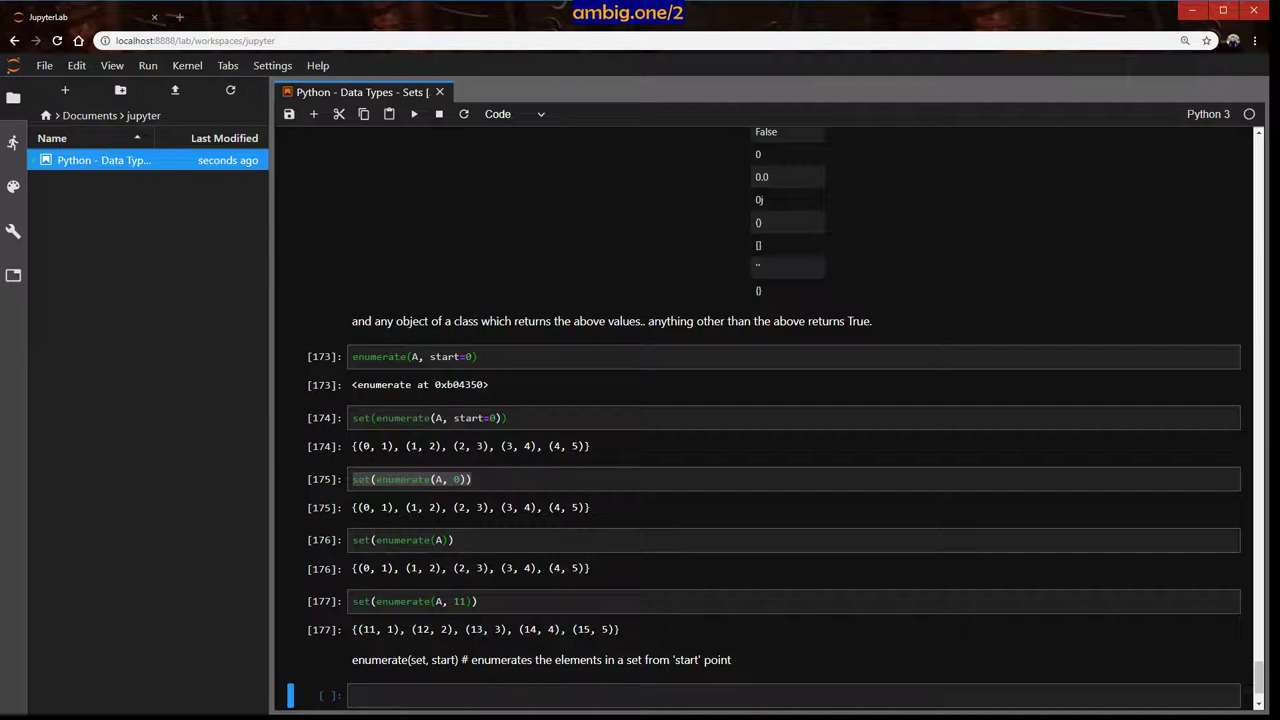 ambig.one/2
JupyterLab
localhost:8888/lab/workspaces/jupyter
File Edit View Run Kernel Tabs Settings Help
Python - Data Types - Sets [
Documents > jupyter
Code
Python 3
Name Last Modified
Python - Data Typ... seconds ago
False
0
0.0
0j
()
[]
''
{}
and any object of a class which returns the above values.. anything other than the above returns True.
[173]: enumerate(A, start=0)
[173]: <enumerate at 0xb04350>
[174]: set(enumerate(A, start=0))
[174]: {(0, 1), (1, 2), (2, 3), (3, 4), (4, 5)}
[175]: set(enumerate(A, 0))
[175]: {(0, 1), (1, 2), (2, 3), (3, 4), (4, 5)}
[176]: set(enumerate(A))
[176]: {(0, 1), (1, 2), (2, 3), (3, 4), (4, 5)}
[177]: set(enumerate(A, 11))
[177]: {(11, 1), (12, 2), (13, 3), (14, 4), (15, 5)}
enumerate(set, start) # enumerates the elements in a set from 'start' point
[ ]: